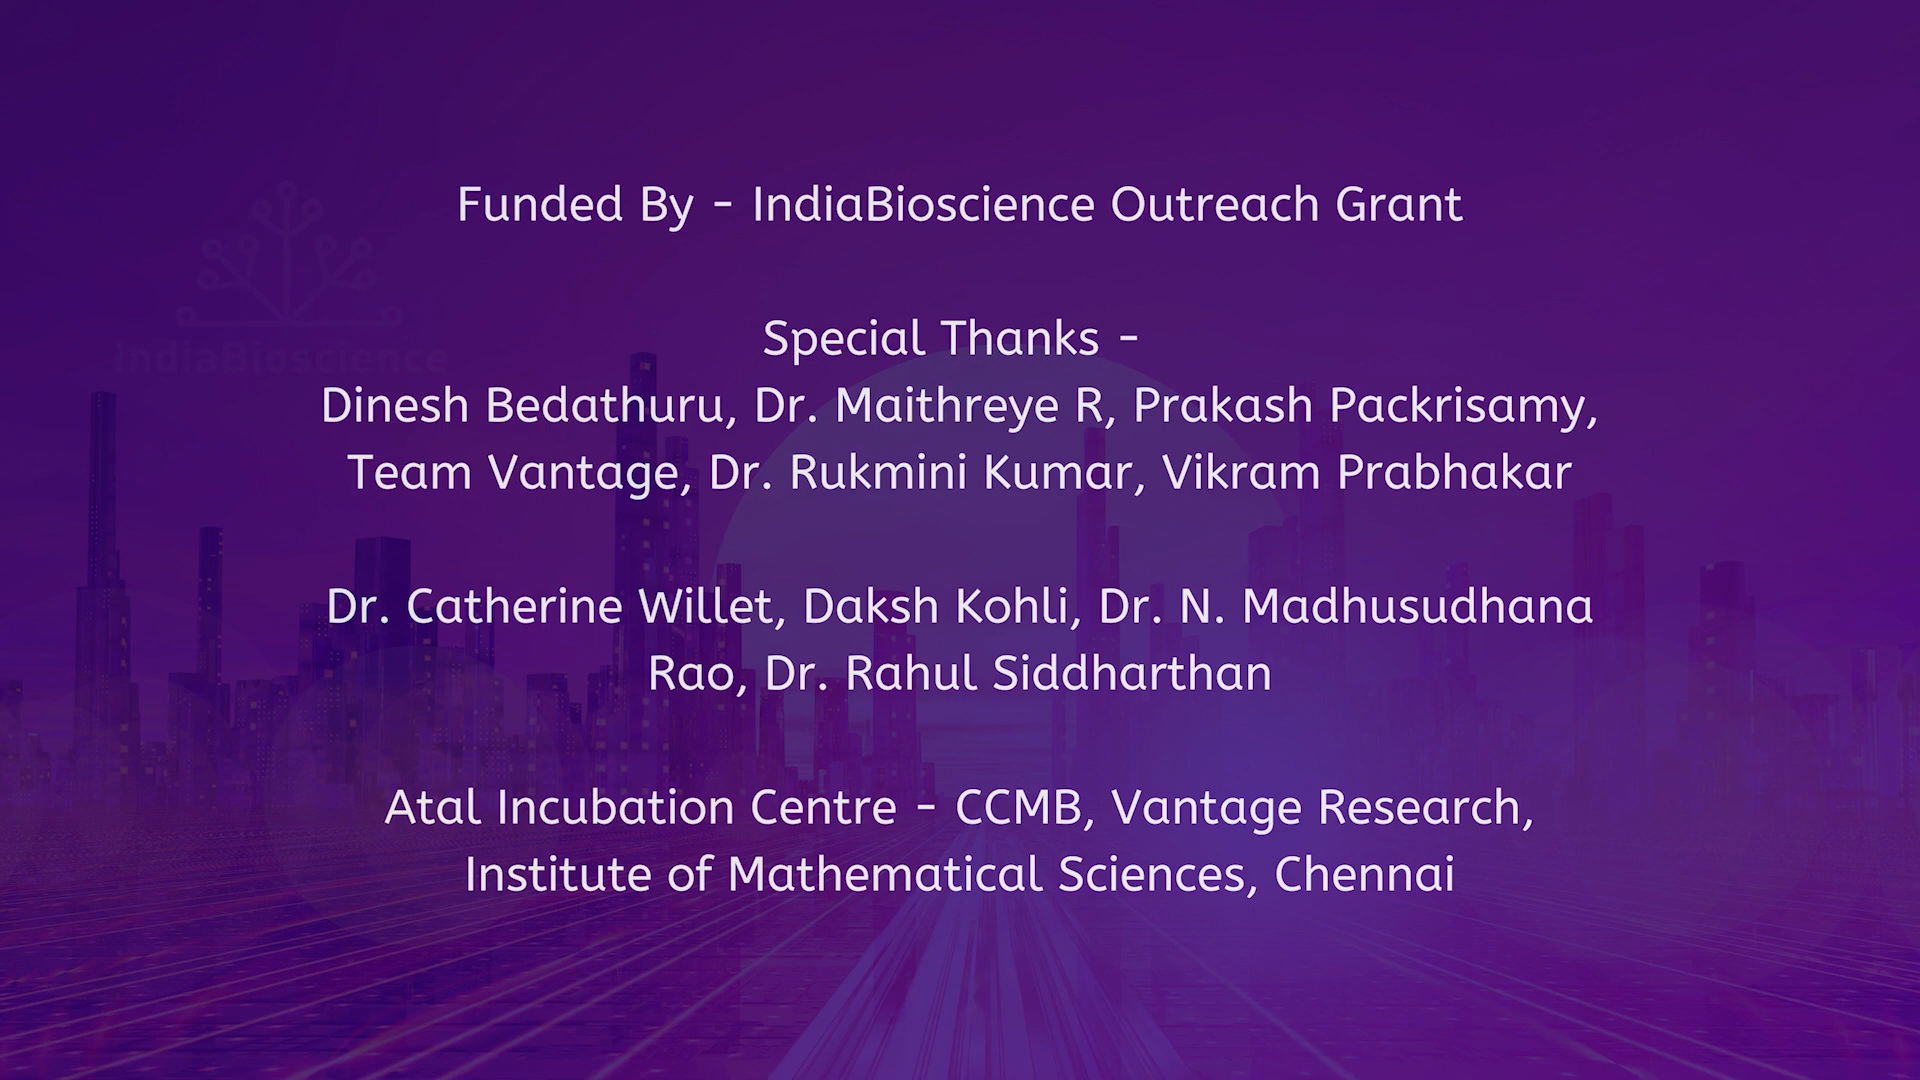 Funded By - IndiaBioscience Outreach Grant
IndiaBioscience
Special Thanks -
Dinesh Bedathuru, Dr. Maithreye R, Prakash Packrisamy,
Team Vantage, Dr. Rukmini Kumar, Vikram Prabhakar
Dr. Catherine Willet, Daksh Kohli, Dr. N. Madhusudhana
Rao, Dr. Rahul Siddharthan
Atal Incubation Centre - CCMB, Vantage Research,
Institute of Mathematical Sciences, Chennai